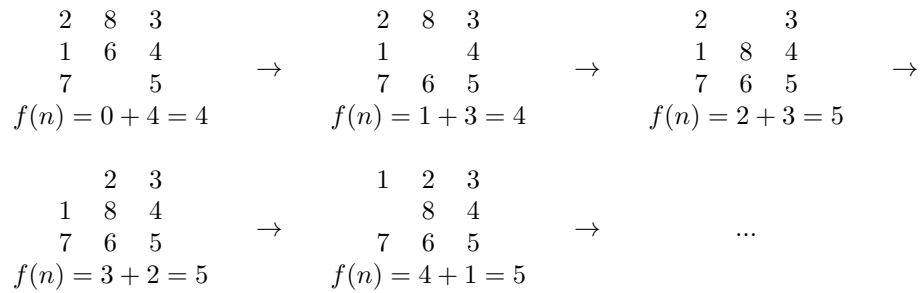 2 8 3
1 6 4
7 5
f(n) = 0 + 4 = 4
→
2 8 3
1 4
7 6 5
f(n) = 1 + 3 = 4
→
2 3
1 8 4
7 6 5
f(n) = 2 + 3 = 5
→
2 3
1 8 4
7 6 5
f(n) = 3 + 2 = 5
→
1 2 3
8 4
7 6 5
f(n) = 4 + 1 = 5
→
...